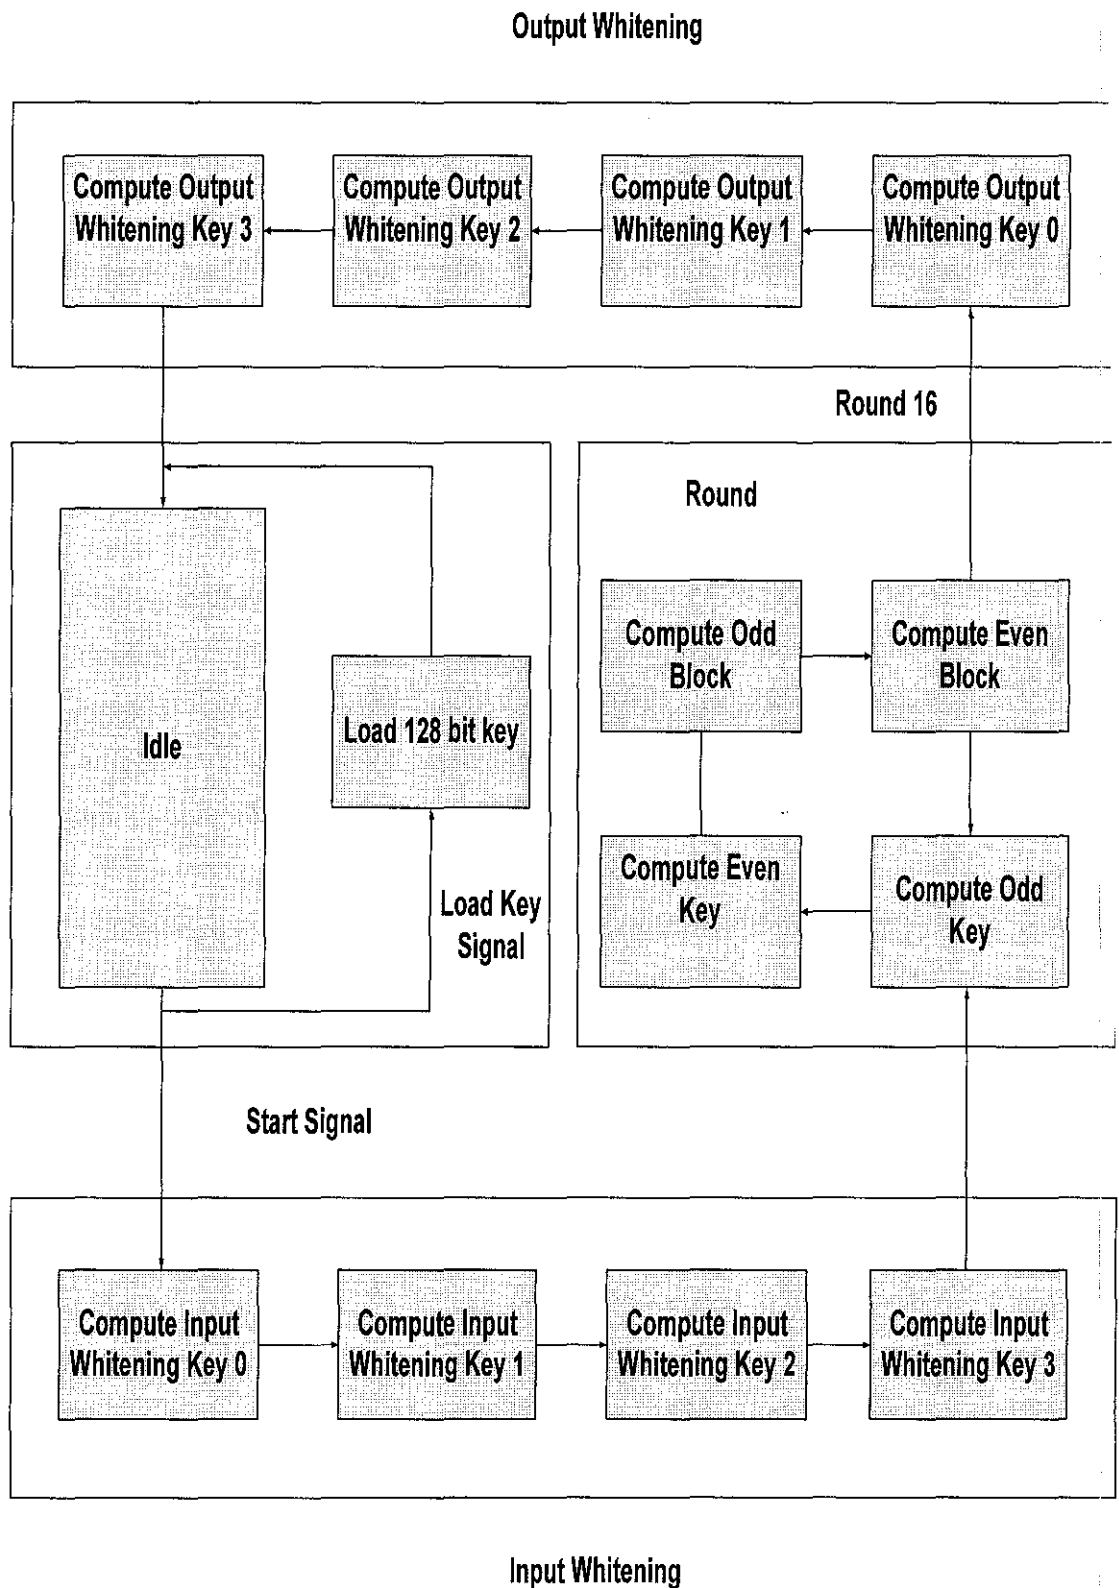 Output Whitening
Compute Output
Whitening Key 3
Compute Output
Whitening Key 2
Compute Output
Whitening Key 1
Compute Output
Whitening Key 0
Round 16
Round
Idle
Load 128 bit key
Load Key
Signal
Compute Odd
Block
Compute Even
Block
Compute Even
Key
Compute Odd
Key
Start Signal
Compute Input
Whitening Key 0
Compute Input
Whitening Key 1
Compute Input
Whitening Key 2
Compute Input
Whitening Key 3
Input Whitening